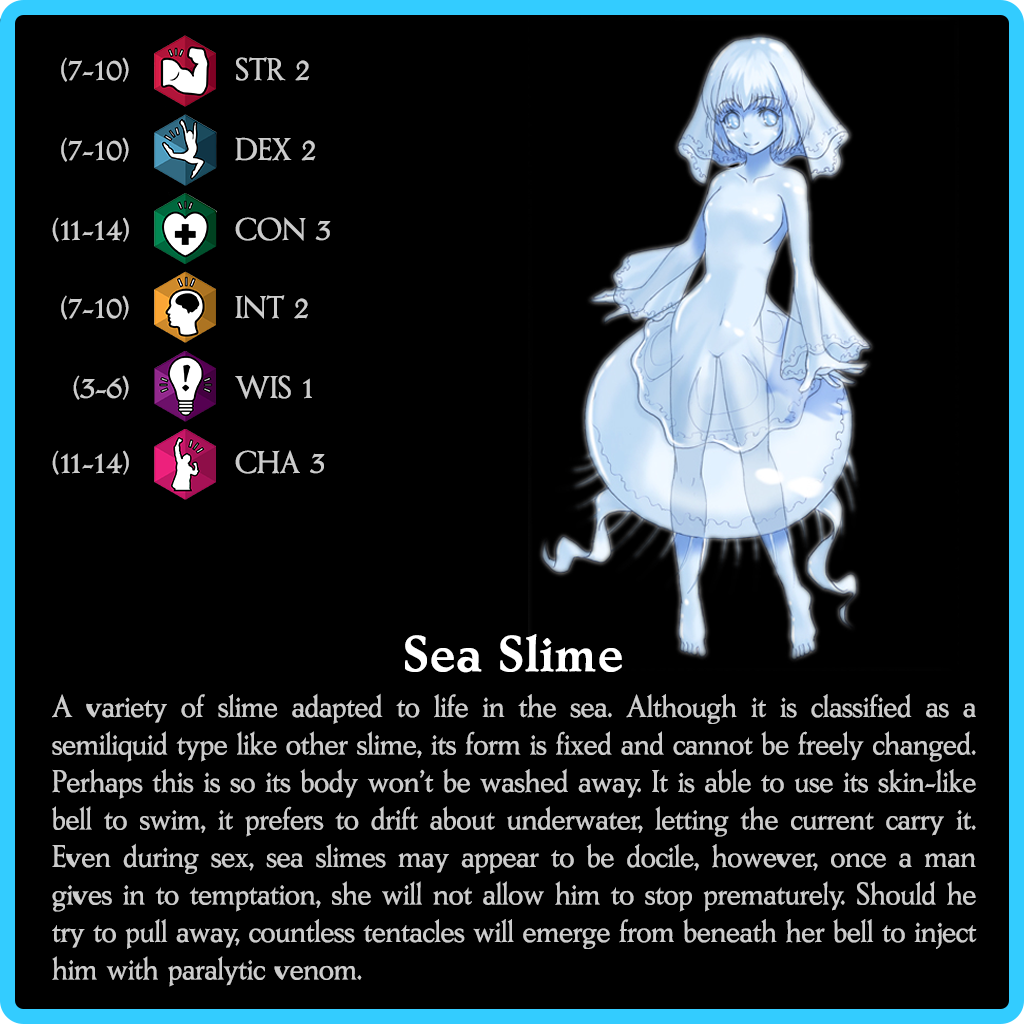 (7-10) STR 2
(7-10) DEX 2
(11-14) CON 3
(7-10) INT 2
(3-6) WIS 1
(11-14) CHA 3
Sea Slime
A variety of slime adapted to life in the sea. Although it is classified as a
semiliquid type like other slime, its form is fixed and cannot be freely changed.
Perhaps this is so its body won't be washed away. It is able to use its skin-like
bell to swim, it prefers to drift about underwater, letting the current carry it.
Even during sex, sea slimes may appear to be docile, however, once a man
gives in to temptation, she will not allow him to stop prematurely. Should he
try to pull away, countless tentacles will emerge from beneath her bell to inject
him with paralytic venom.